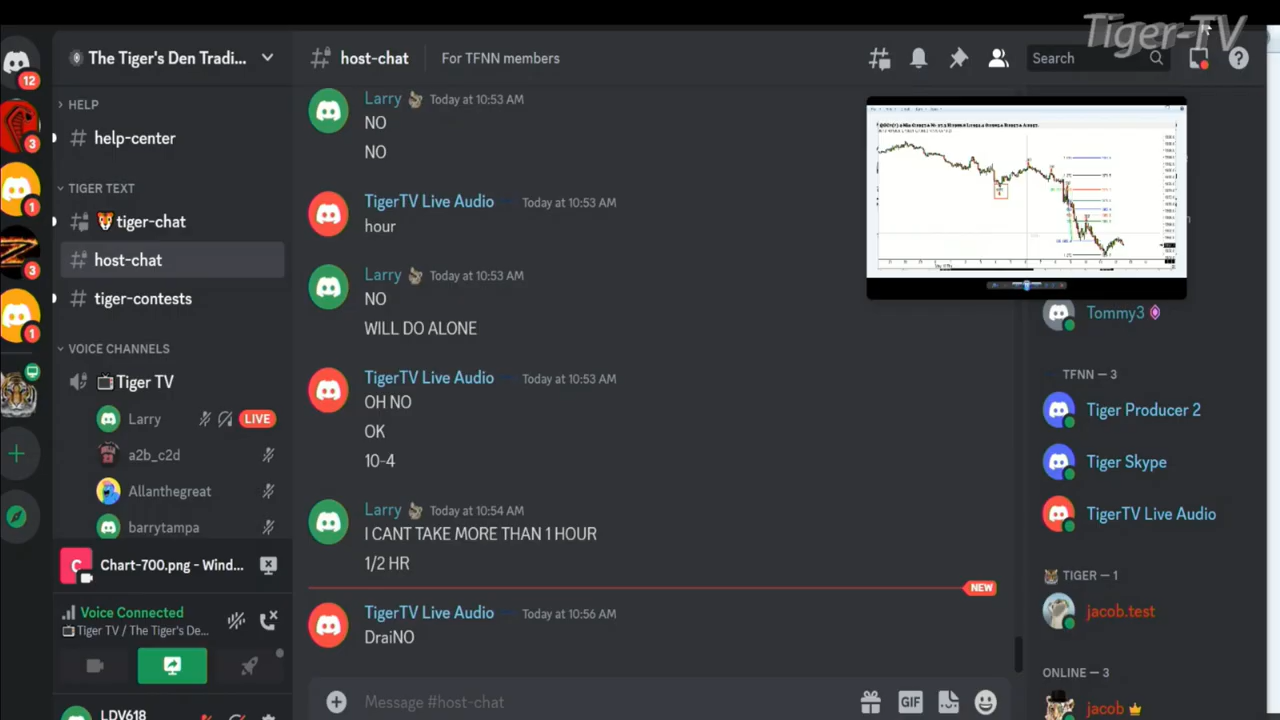 Tiger-TV
The Tiger's Den Tradi...
host-chat
For TFNN members
Search
12
HELP
help-center
3
TIGER TEXT
1
tiger-chat
3
host-chat
tiger-contests
1
VOICE CHANNELS
Tiger TV
Larry
LIVE
a2b_c2d
Allanthegreat
barrytampa
Chart-700.png - Wind...
Voice Connected
Tiger TV / The Tiger's De...
LDV618
Larry Today at 10:53 AM
NO
NO
TigerTV Live Audio Today at 10:53 AM
Larry Today at 10:53 AM
NO
WILL DO ALONE
TigerTV Live Audio Today at 10:53 AM
OH NO
OK
10-4
Larry Today at 10:54 AM
I CANT TAKE MORE THAN 1 HOUR
1/2 HR
NEW
TigerTV Live Audio Today at 10:56 AM
DraiNO
Message #host-chat
GIF
Tommy3
TFNN — 3
Tiger Producer 2
Tiger Skype
TigerTV Live Audio
TIGER — 1
jacob.test
ONLINE — 3
jacob